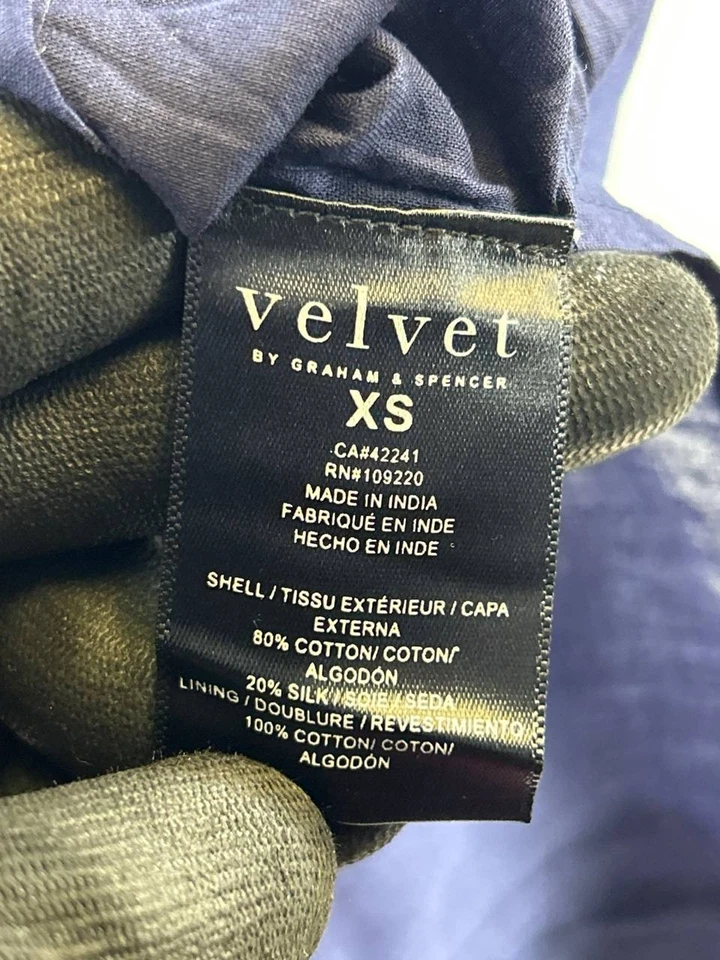 velvet
BY GRAHAM & SPENCER
XS
CA#42241
RN#109220
MADE IN INDIA
FABRIQUÉ EN INDE
HECHO EN INDE
SHELL / TISSU EXTÉRIEUR / CAPA
EXTERNA
80% COTTON/ COTON/
ALGODÓN
20% SILK / SOIE / SEDA
LINING / DOUBLURE / REVESTIMIENTO
100% COTTON/ COTON/
ALGODÓN